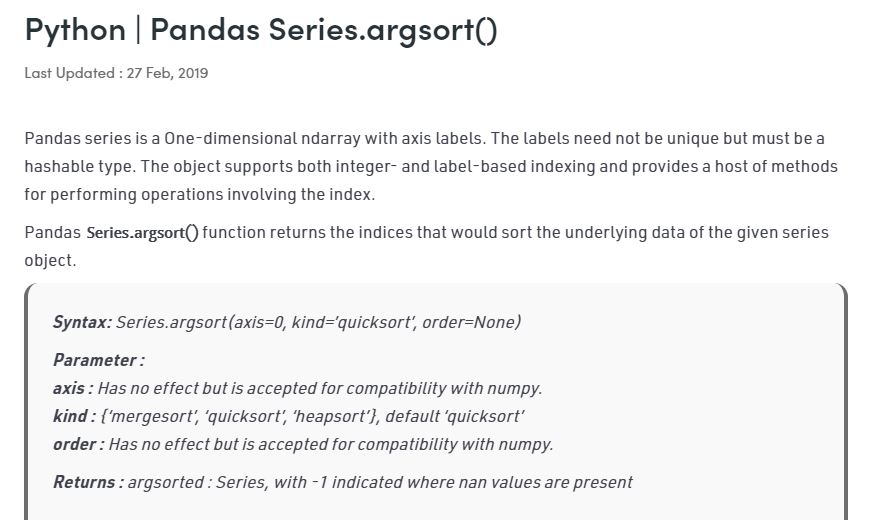 Python | Pandas Series.argsort()
Last Updated : 27 Feb, 2019
Pandas series is a One-dimensional ndarray with axis labels. The labels need not be unique but must be a
hashable type. The object supports both integer- and label-based indexing and provides a host of methods
for performing operations involving the index.
Pandas Series.argsort() function returns the indices that would sort the underlying data of the given series
object.
Syntax: Series.argsort(axis=0, kind=’quicksort’, order=None)
Parameter :
axis : Has no effect but is accepted for compatibility with numpy.
kind : {‘mergesort’, ‘quicksort’, ‘heapsort’}, default ‘quicksort’
order : Has no effect but is accepted for compatibility with numpy.
Returns : argsorted : Series, with -1 indicated where nan values are present